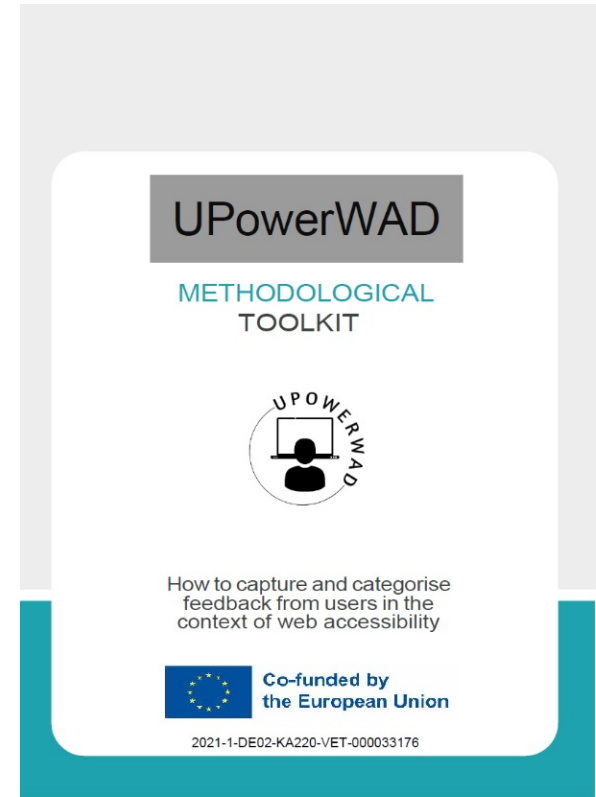 UPowerWAD
METHODOLOGICAL
TOOLKIT
UPOWERWAD
How to capture and categorise
feedback from users in the
context of web accessibility
Co-funded by
the European Union
2021-1-DE02-KA220-VET-000033176